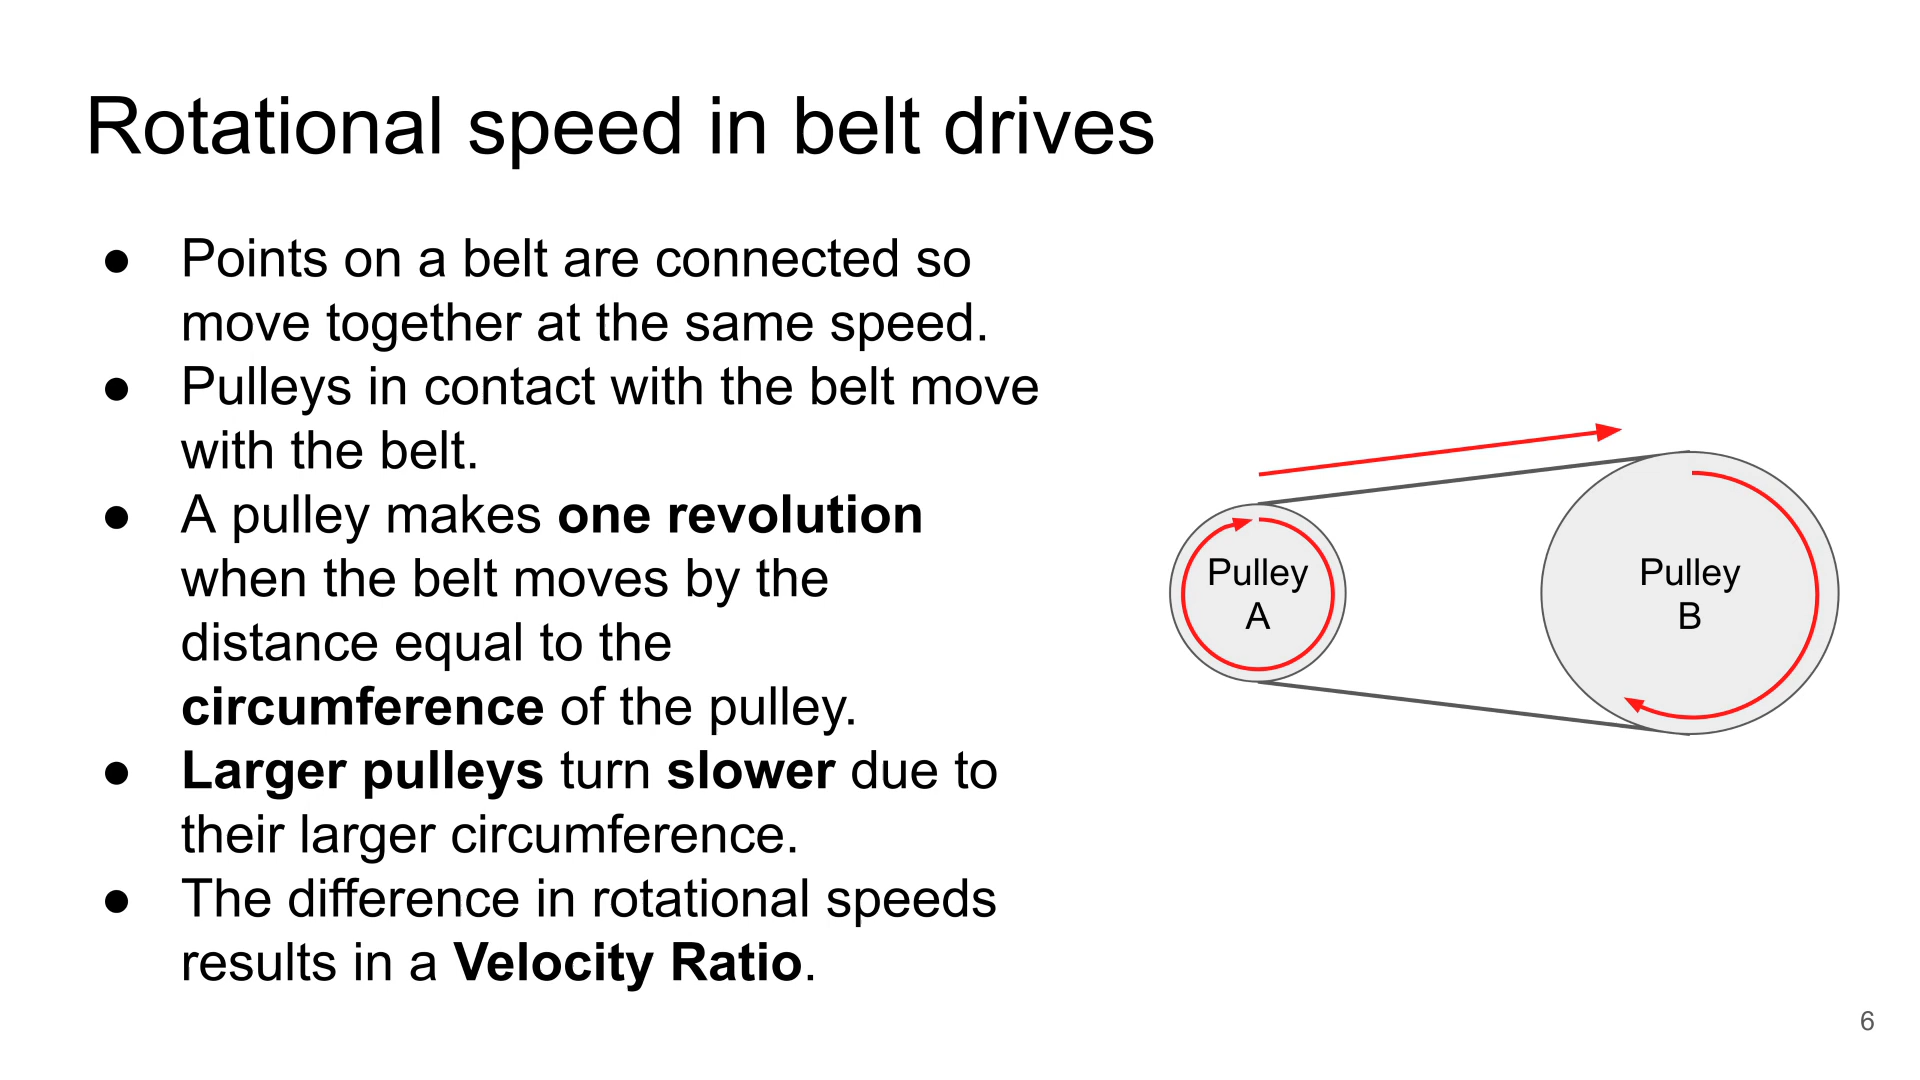 Rotational speed in belt drives
● Points on a belt are connected so
move together at the same speed.
● Pulleys in contact with the belt move
with the belt.
● A pulley makes one revolution
when the belt moves by the
distance equal to the
circumference of the pulley.
● Larger pulleys turn slower due to
their larger circumference.
● The difference in rotational speeds
results in a Velocity Ratio.
Pulley
A
Pulley
B
6